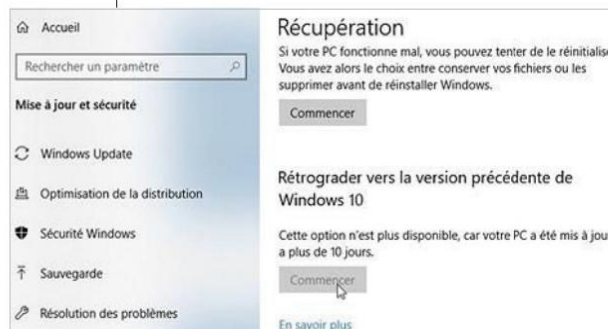 Accueil
Rechercher un paramètre
Mise à jour et sécurité
Windows Update
Optimisation de la distribution
Sécurité Windows
Sauvegarde
Résolution des problèmes
Récupération
Si votre PC fonctionne mal, vous pouvez tenter de le réinitialise
Vous avez alors le choix entre conserver vos fichiers ou les
supprimer avant de réinstaller Windows.
Commencer
Rétrograder vers la version précédente de
Windows 10
Cette option n'est plus disponible, car votre PC a été mis à jou
a plus de 10 jours.
Commencer
En savoir plus